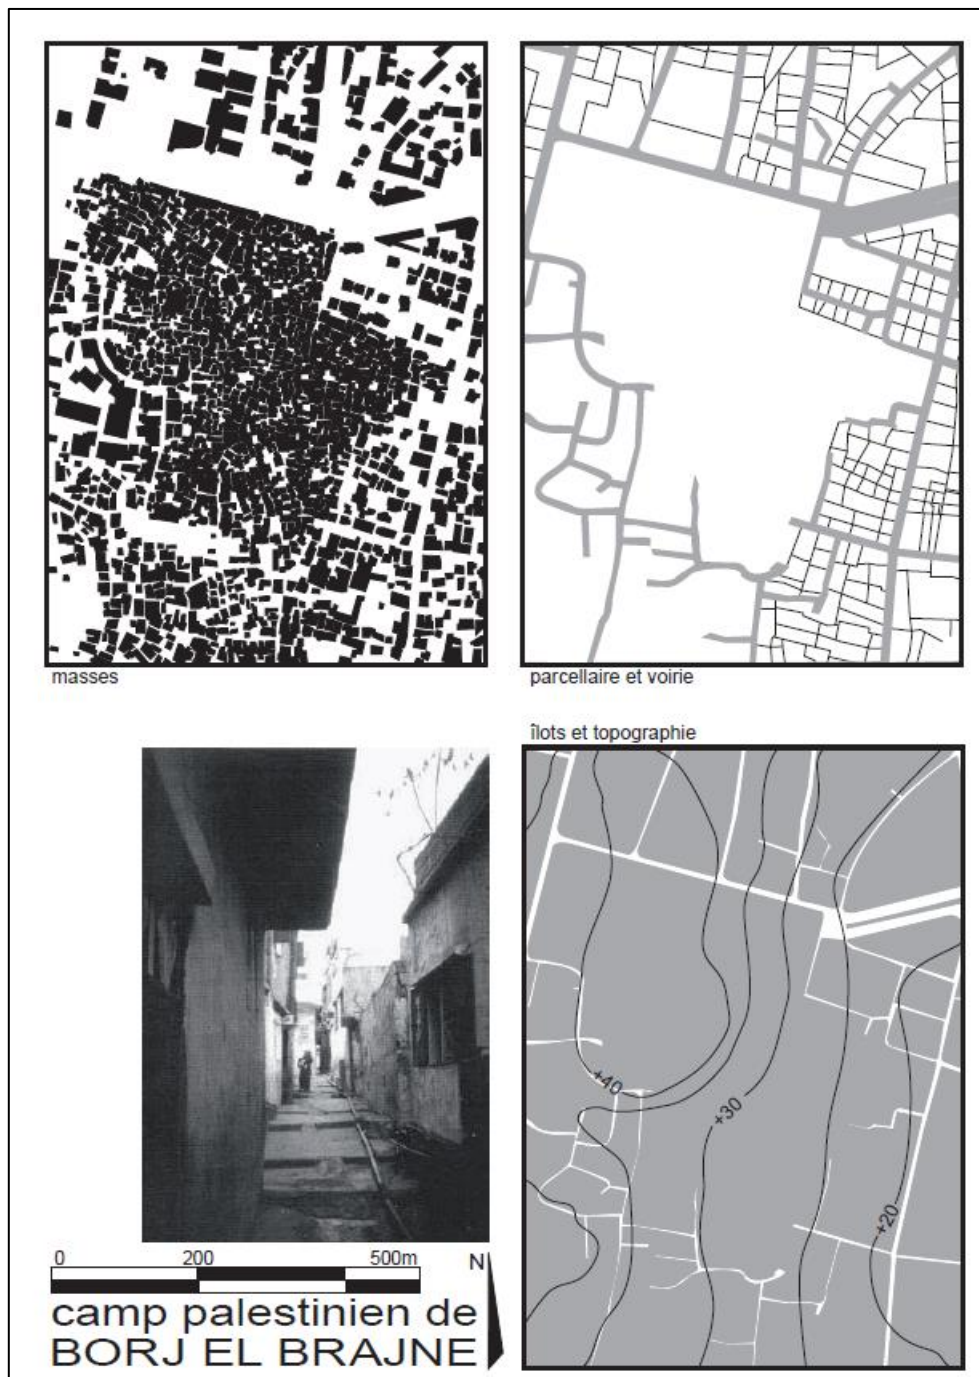 masses
parcellaire et voirie
îlots et topographie
+40
+30
+20
0 200 500m
N
camp palestinien de
BORJ EL BRAJNE